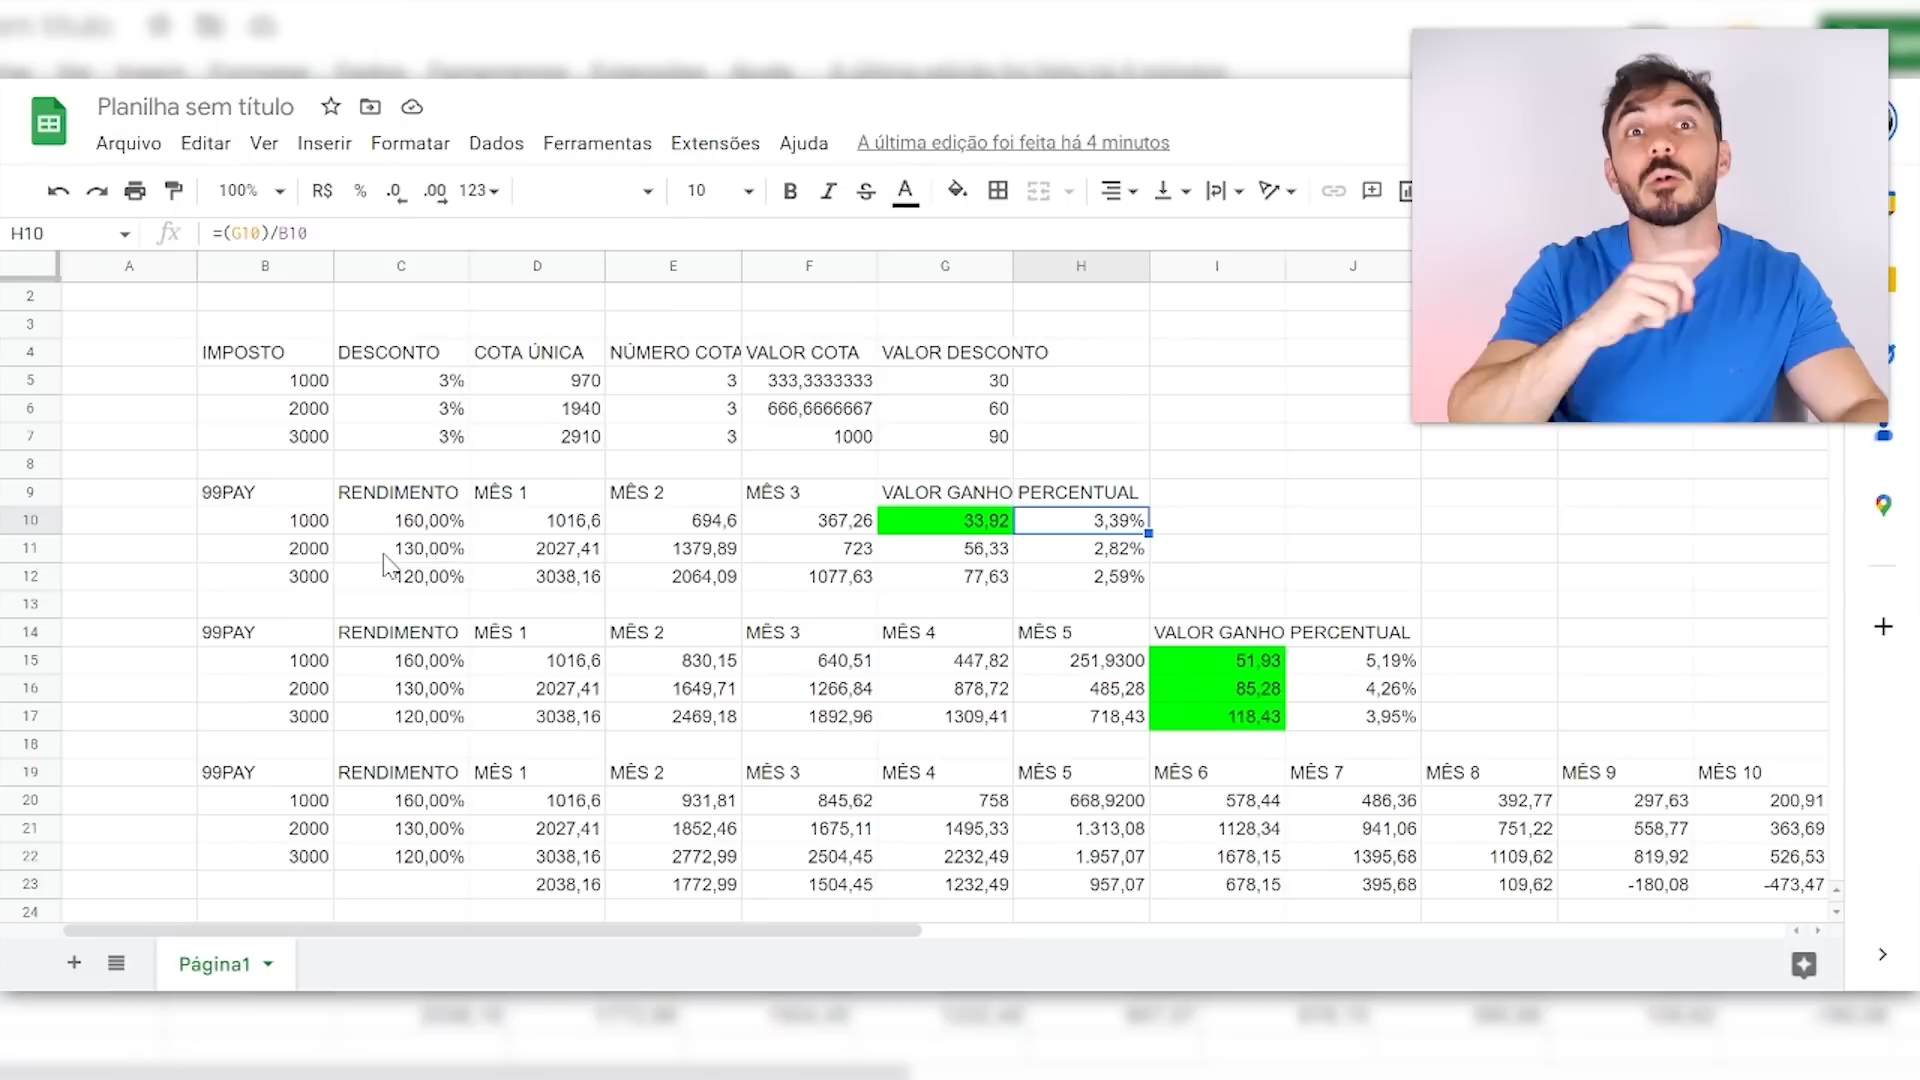 Planilha sem título
Arquivo Editar Ver Inserir Formatar Dados Ferramentas Extensões Ajuda A última edição foi feita há 4 minutos
100% R$ % .0 .00 123 10 B I S A
H10 fx =(G10)/B10
A B C D E F G H I J
2
3
4 IMPOSTO DESCONTO COTA ÚNICA NÚMERO COTA VALOR COTA VALOR DESCONTO
5 1000 3% 970 3 333,3333333 30
6 2000 3% 1940 3 666,6666667 60
7 3000 3% 2910 3 1000 90
8
9 99PAY RENDIMENTO MÊS 1 MÊS 2 MÊS 3 VALOR GANHO PERCENTUAL
10 1000 160,00% 1016,6 694,6 367,26 33,92 3,39%
11 2000 130,00% 2027,41 1379,89 723 56,33 2,82%
12 3000 120,00% 3038,16 2064,09 1077,63 77,63 2,59%
13
14 99PAY RENDIMENTO MÊS 1 MÊS 2 MÊS 3 MÊS 4 MÊS 5 VALOR GANHO PERCENTUAL
15 1000 160,00% 1016,6 830,15 640,51 447,82 251,9300 51,93 5,19%
16 2000 130,00% 2027,41 1649,71 1266,84 878,72 485,28 85,28 4,26%
17 3000 120,00% 3038,16 2469,18 1892,96 1309,41 718,43 118,43 3,95%
18
19 99PAY RENDIMENTO MÊS 1 MÊS 2 MÊS 3 MÊS 4 MÊS 5 MÊS 6 MÊS 7 MÊS 8 MÊS 9 MÊS 10
20 1000 160,00% 1016,6 931,81 845,62 758 668,9200 578,44 486,36 392,77 297,63 200,91
21 2000 130,00% 2027,41 1852,46 1675,11 1495,33 1.313,08 1128,34 941,06 751,22 558,77 363,69
22 3000 120,00% 3038,16 2772,99 2504,45 2232,49 1.957,07 1678,15 1395,68 1109,62 819,92 526,53
23 2038,16 1772,99 1504,45 1232,49 957,07 678,15 395,68 109,62 -180,08 -473,47
24
Página1